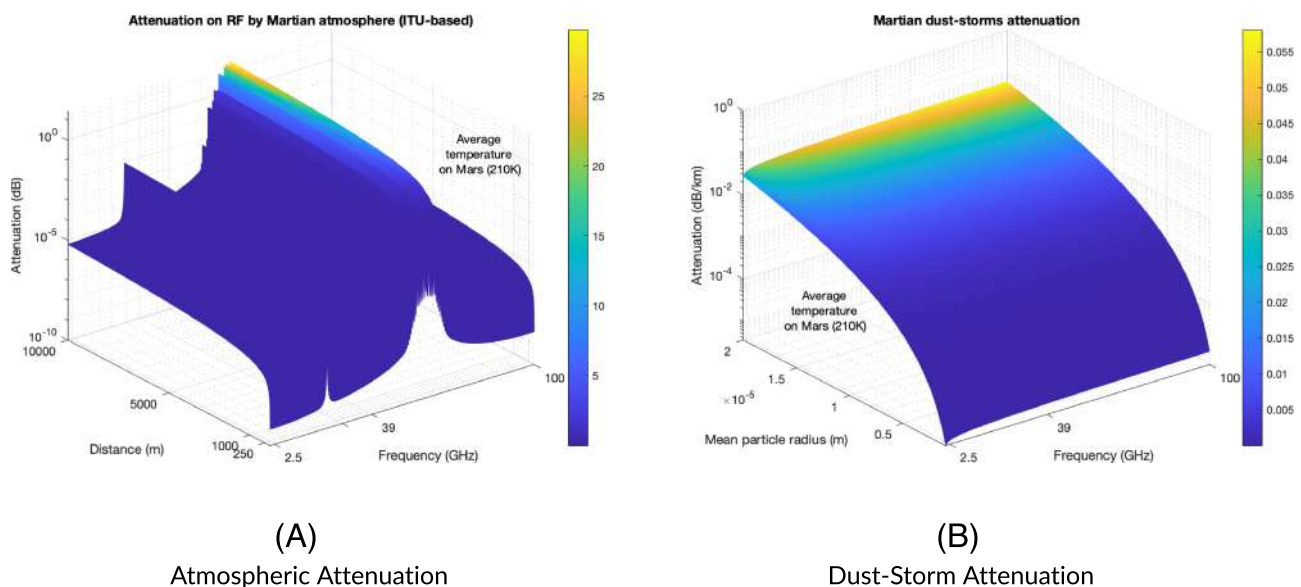 Attenuation on RF by Martian atmosphere (ITU-based)
Average
temperature
on Mars (210K)
Attenuation (dB)
10^0
10^-5
10^-10
10000
5000
1000
250
Distance (m)
2.5
39
100
Frequency (GHz)
25
20
15
10
5
(A)
Atmospheric Attenuation
Martian dust-storms attenuation
Attenuation (dB/km)
10^0
10^-2
10^-4
Average
temperature
on Mars (210K)
2
1.5
×10^-5
1
0.5
Mean particle radius (m)
2.5
39
100
Frequency (GHz)
0.055
0.05
0.045
0.04
0.035
0.03
0.025
0.02
0.015
0.01
0.005
(B)
Dust-Storm Attenuation